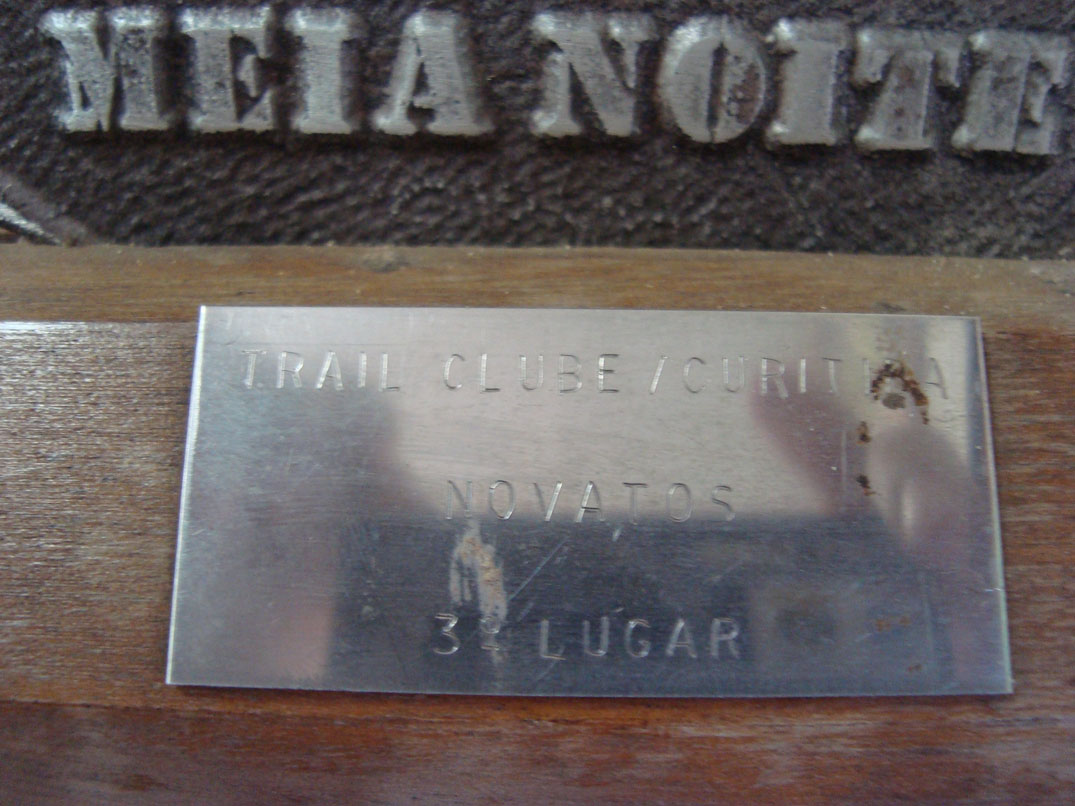 MEIA NOITE
TRAIL CLUBE/CURITIBA
NOVATOS
3º LUGAR